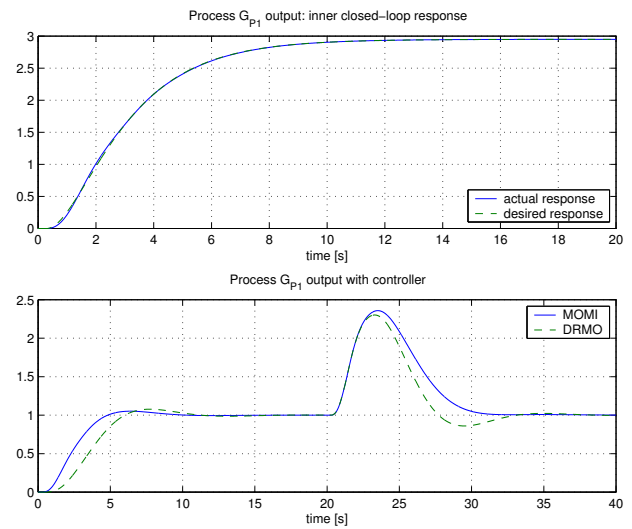 Process G_P1 output: inner closed−loop response
3
2.5
2
1.5
1
0.5
0
0 2 4 6 8 10 12 14 16 18 20
time [s]
actual response
desired response
Process G_P1 output with controller
2.5
2
1.5
1
0.5
0
0 5 10 15 20 25 30 35 40
time [s]
MOMI
DRMO